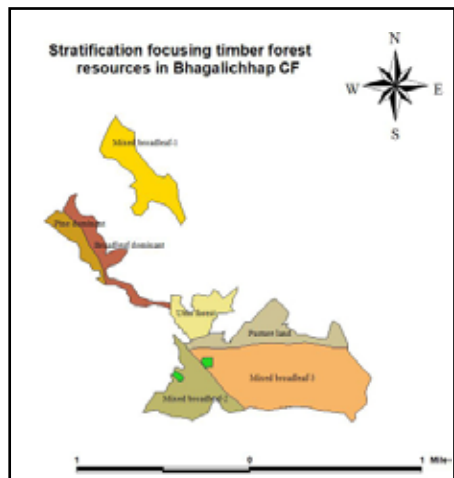 Stratification focusing timber forest
resources in Bhagalichhap CF
N
W E
S
Mixed broadleaf-1
Pine dominant
Broadleaf dominant
Utis forest
Pasture land
Mixed broadleaf-3
Mixed broadleaf-2
1 0 1 Mile